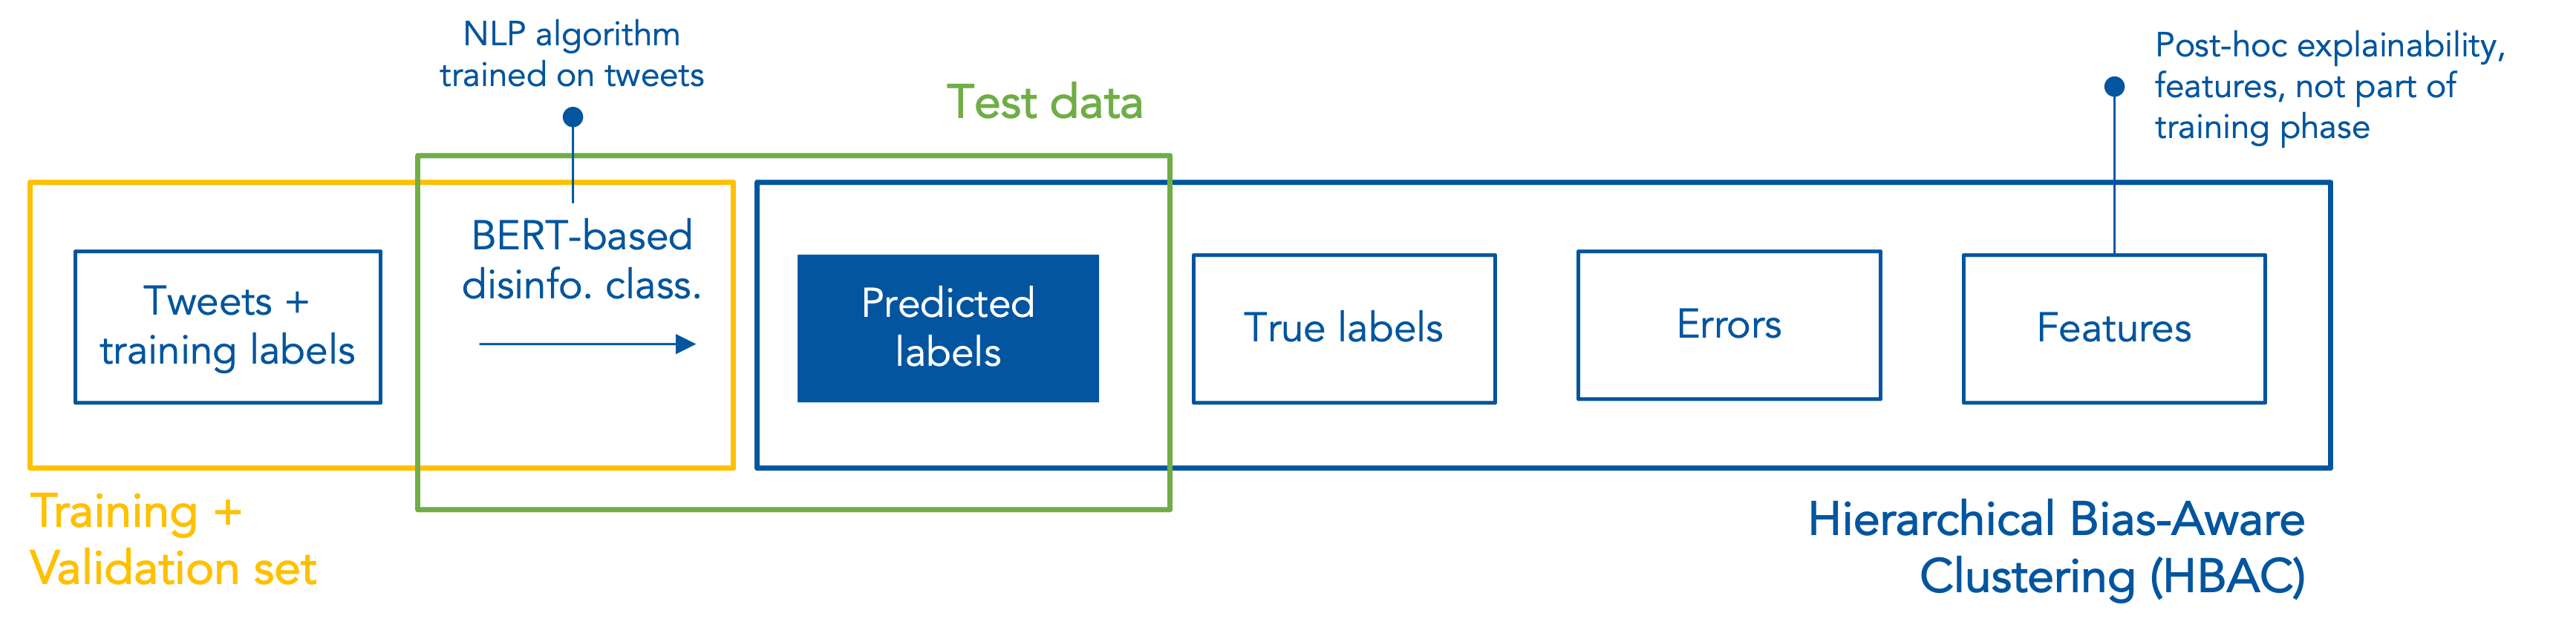 NLP algorithm
trained on tweets
Post-hoc explainability,
features, not part of
training phase
Test data
BERT-based
disinfo. class.
Tweets +
training labels
Predicted
labels
True labels
Errors
Features
Training +
Validation set
Hierarchical Bias-Aware
Clustering (HBAC)